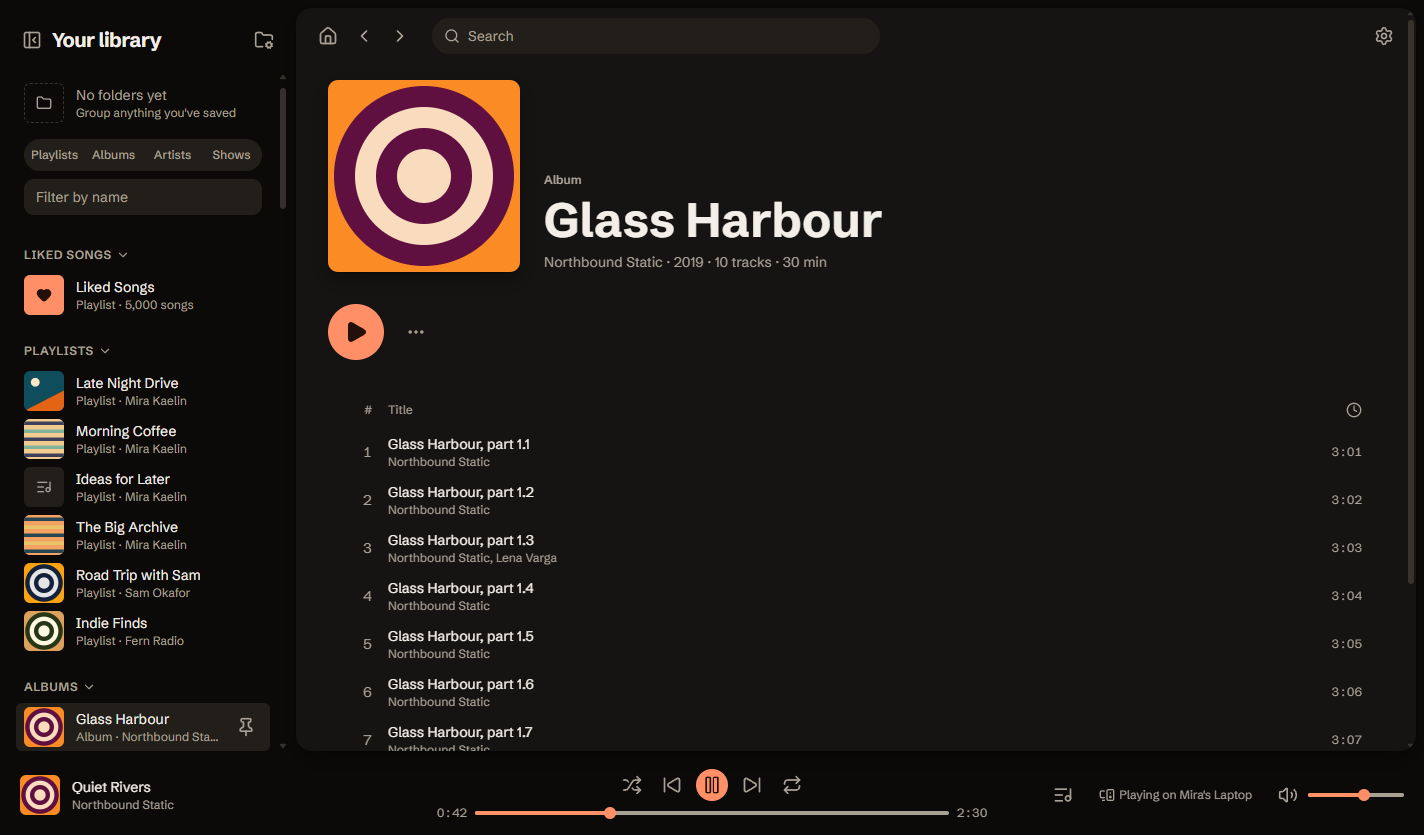 Your library
No folders yet
Group anything you've saved
Playlists Albums Artists Shows
Filter by name
LIKED SONGS
Liked Songs
Playlist · 5,000 songs
PLAYLISTS
Late Night Drive
Playlist · Mira Kaelin
Morning Coffee
Playlist · Mira Kaelin
Ideas for Later
Playlist · Mira Kaelin
The Big Archive
Playlist · Mira Kaelin
Road Trip with Sam
Playlist · Sam Okafor
Indie Finds
Playlist · Fern Radio
ALBUMS
Glass Harbour
Album · Northbound Sta...
Search
Album
Glass Harbour
Northbound Static · 2019 · 10 tracks · 30 min
# Title
1 Glass Harbour, part 1.1 3:01
Northbound Static
2 Glass Harbour, part 1.2 3:02
Northbound Static
3 Glass Harbour, part 1.3 3:03
Northbound Static, Lena Varga
4 Glass Harbour, part 1.4 3:04
Northbound Static
5 Glass Harbour, part 1.5 3:05
Northbound Static
6 Glass Harbour, part 1.6 3:06
Northbound Static
7 Glass Harbour, part 1.7 3:07
Northbound Static
Quiet Rivers
Northbound Static
0:42 2:30
Playing on Mira's Laptop